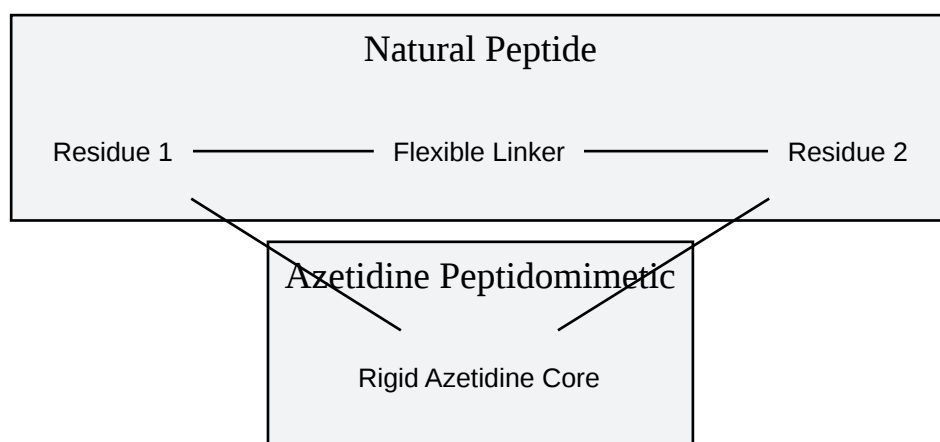 Natural Peptide
Residue 1 Flexible Linker Residue 2
Azetidine Peptidomimetic
Rigid Azetidine Core